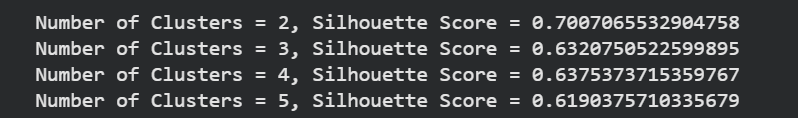 Number of Clusters = 2, Silhouette Score = 0.7007065532904758
Number of Clusters = 3, Silhouette Score = 0.6320750522599895
Number of Clusters = 4, Silhouette Score = 0.6375373715359767
Number of Clusters = 5, Silhouette Score = 0.6190375710335679